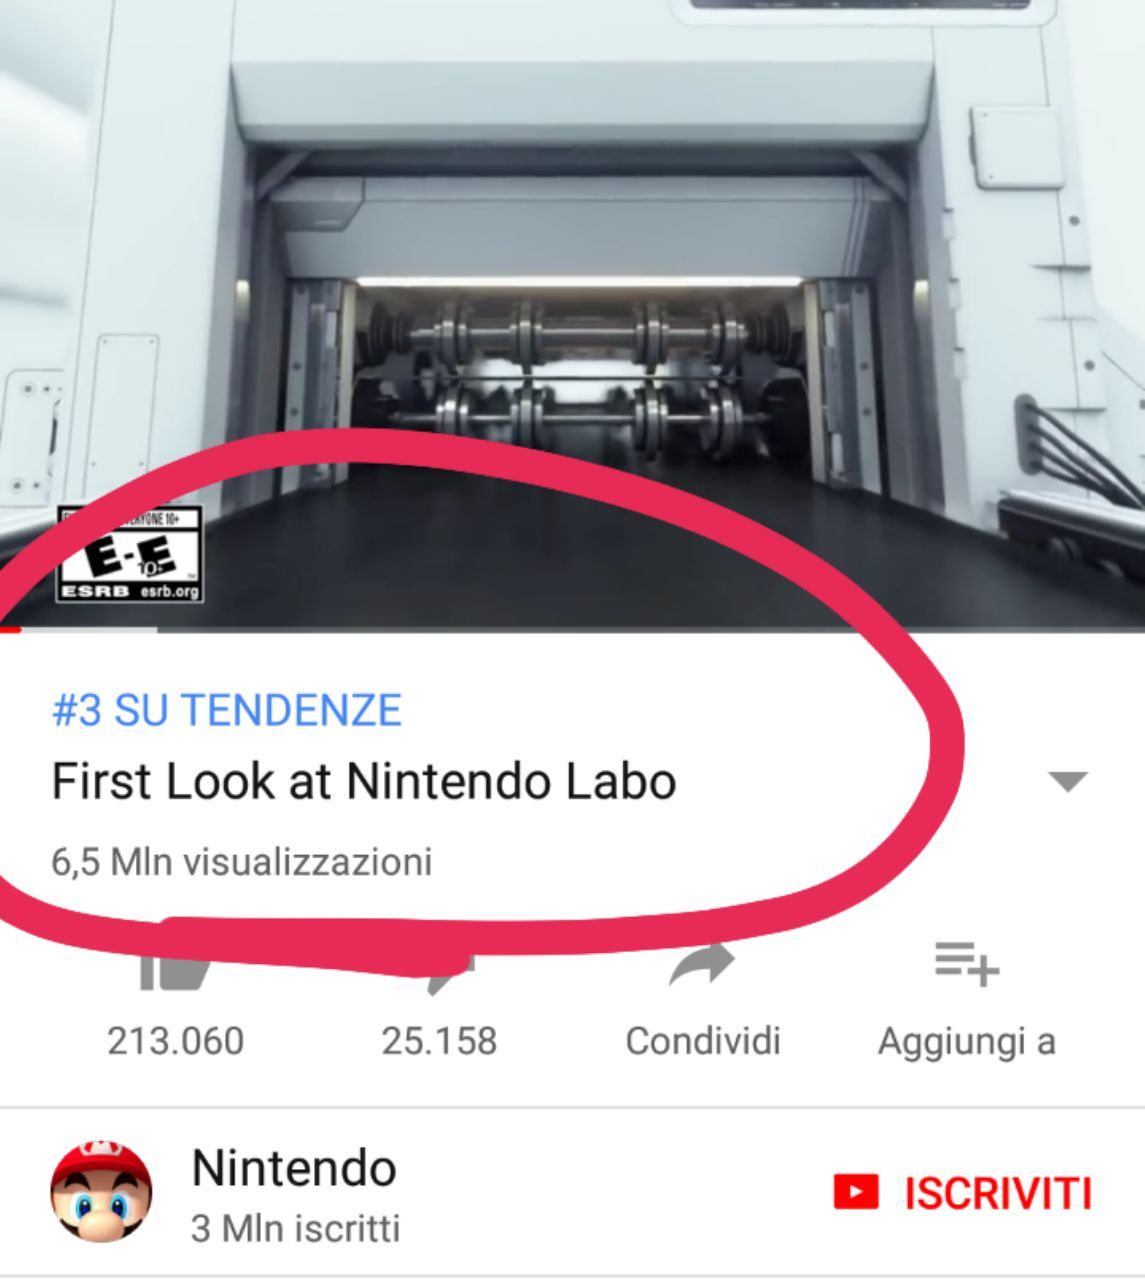 EVERYONE 10+
E-E
10+
ESRB esrb.org
#3 SU TENDENZE
First Look at Nintendo Labo
6,5 Mln visualizzazioni
213.060 25.158 Condividi Aggiungi a
Nintendo
3 Mln iscritti
ISCRIVITI